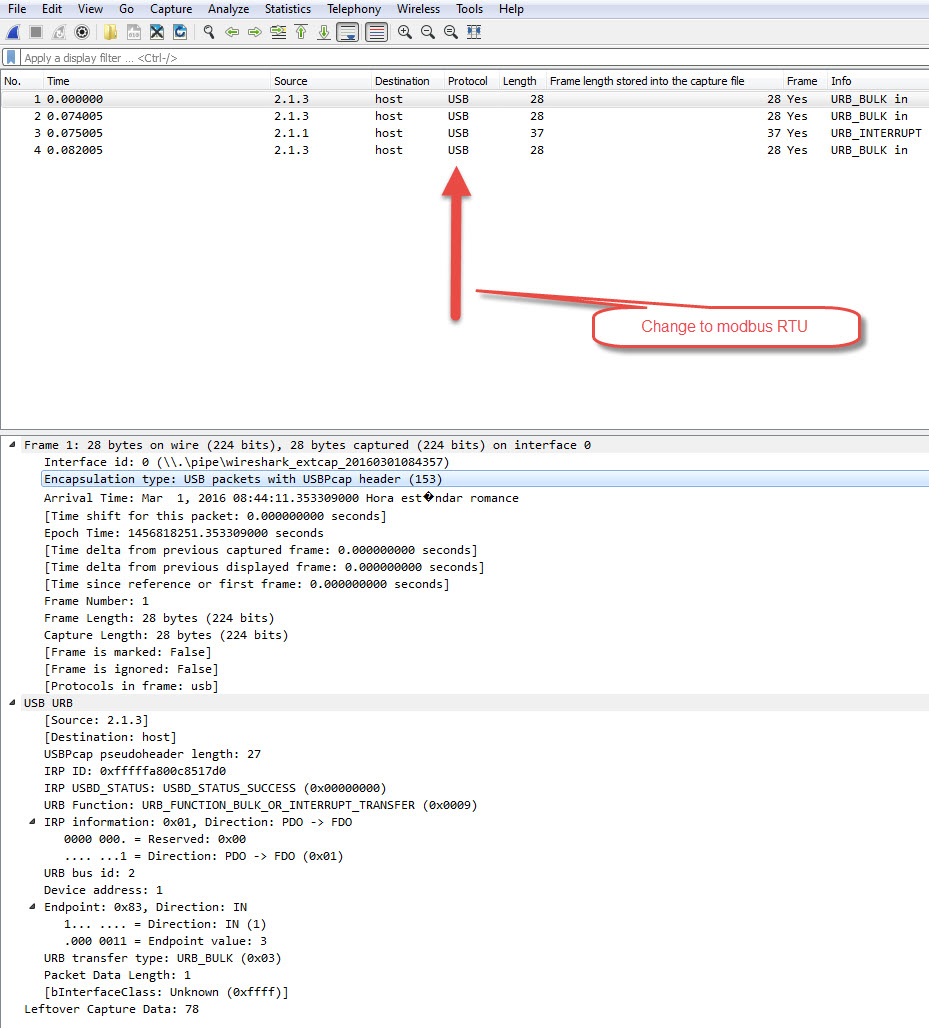 File Edit View Go Capture Analyze Statistics Telephony Wireless Tools Help
Apply a display filter ... <Ctrl-/>
No. Time Source Destination Protocol Length Frame length stored into the capture file Frame Info
1 0.000000 2.1.3 host USB 28 28 Yes URB_BULK in
2 0.074005 2.1.3 host USB 28 28 Yes URB_BULK in
3 0.075005 2.1.1 host USB 37 37 Yes URB_INTERRUPT
4 0.082005 2.1.3 host USB 28 28 Yes URB_BULK in
Change to modbus RTU
Frame 1: 28 bytes on wire (224 bits), 28 bytes captured (224 bits) on interface 0
Interface id: 0 (\\.\pipe\wireshark_extcap_20160301084357)
Encapsulation type: USB packets with USBPcap header (153)
Arrival Time: Mar  1, 2016 08:44:11.353309000 Hora est�ndar romance
[Time shift for this packet: 0.000000000 seconds]
Epoch Time: 1456818251.353309000 seconds
[Time delta from previous captured frame: 0.000000000 seconds]
[Time delta from previous displayed frame: 0.000000000 seconds]
[Time since reference or first frame: 0.000000000 seconds]
Frame Number: 1
Frame Length: 28 bytes (224 bits)
Capture Length: 28 bytes (224 bits)
[Frame is marked: False]
[Frame is ignored: False]
[Protocols in frame: usb]
USB URB
[Source: 2.1.3]
[Destination: host]
USBPcap pseudoheader length: 27
IRP ID: 0xfffffa800c8517d0
IRP USBD_STATUS: USBD_STATUS_SUCCESS (0x00000000)
URB Function: URB_FUNCTION_BULK_OR_INTERRUPT_TRANSFER (0x0009)
IRP information: 0x01, Direction: PDO -> FDO
0000 000. = Reserved: 0x00
.... ...1 = Direction: PDO -> FDO (0x01)
URB bus id: 2
Device address: 1
Endpoint: 0x83, Direction: IN
1... .... = Direction: IN (1)
.000 0011 = Endpoint value: 3
URB transfer type: URB_BULK (0x03)
Packet Data Length: 1
[bInterfaceClass: Unknown (0xffff)]
Leftover Capture Data: 78